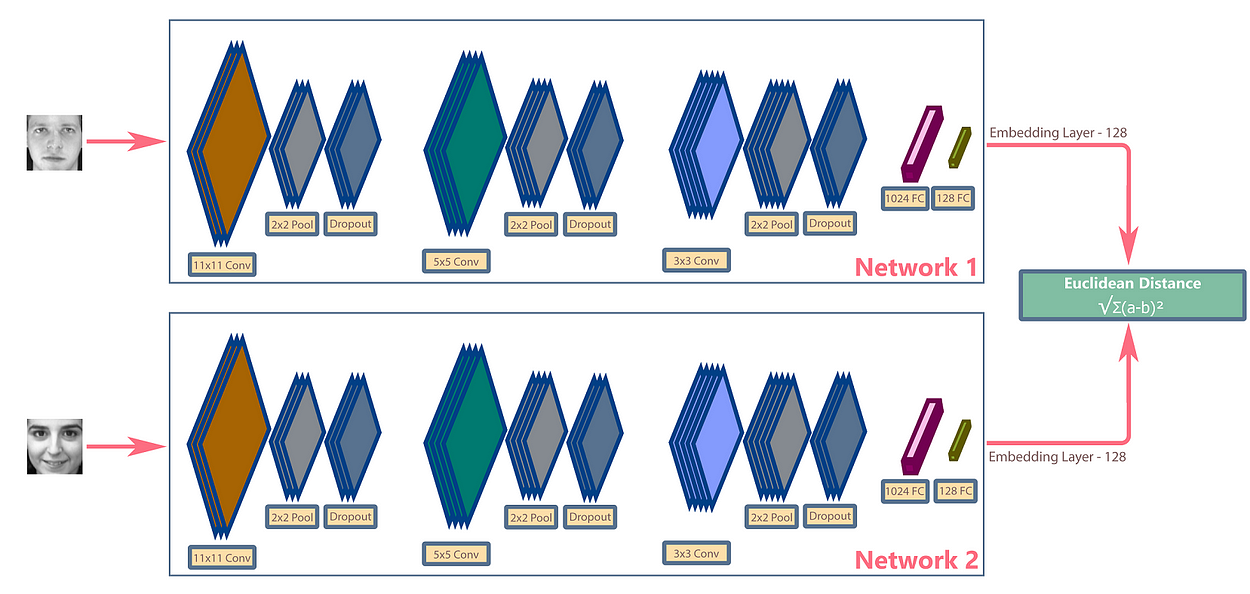 11x11 Conv
2x2 Pool
Dropout
5x5 Conv
2x2 Pool
Dropout
3x3 Conv
2x2 Pool
Dropout
1024 FC
128 FC
Network 1
Embedding Layer - 128
Euclidean Distance
√Σ(a-b)²
11x11 Conv
2x2 Pool
Dropout
5x5 Conv
2x2 Pool
Dropout
3x3 Conv
2x2 Pool
Dropout
1024 FC
128 FC
Network 2
Embedding Layer - 128